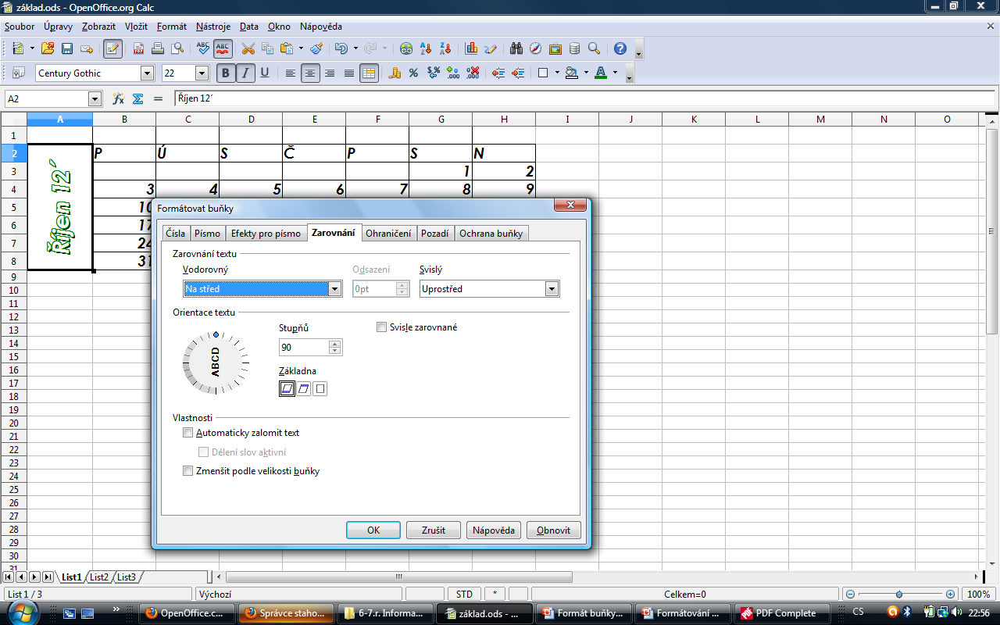 základ.ods - OpenOffice.org Calc
Soubor Úpravy Zobrazit Vložit Formát Nástroje Data Okno Nápověda
Century Gothic 22 B I U
A2 Říjen 12´
A B C D E F G H I J K L M N O
1
2 P Ú S Č P S N
3 1 2
4 3 4 5 6 7 8 9
Říjen 12´
5 10
6 17
7 24
8 31
9
10
11
12
13
14
15
16
17
18
19
20
21
22
23
24
25
26
27
28
29
30
31
Formátovat buňky
Čísla Písmo Efekty pro písmo Zarovnání Ohraničení Pozadí Ochrana buňky
Zarovnání textu
Vodorovný Odsazení Svislý
Na střed 0pt Uprostřed
Orientace textu
Stupňů Svisle zarovnané
ABCD 90
Základna
Vlastnosti
Automaticky zalomit text
Dělení slov aktivní
Zmenšit podle velikosti buňky
OK Zrušit Nápověda Obnovit
List1 List2 List3
List 1 / 3 Výchozí STD * Celkem=0 100%
OpenOffice.c... Správce staho... 6-7.r. Informa... základ.ods - ... Formát buňky... Formátování ... PDF Complete CS 22:56